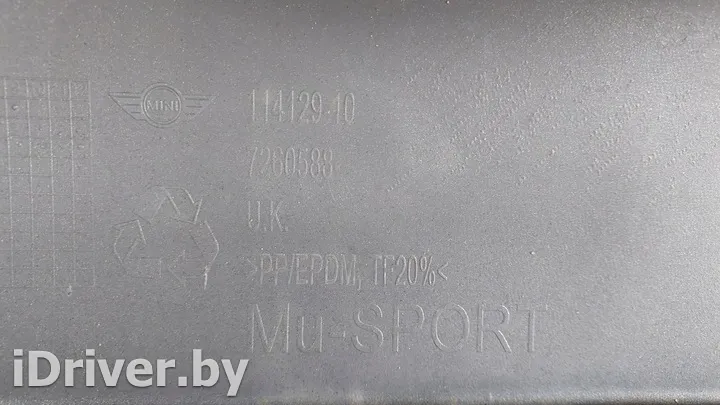 MINI
114129-10
7260588
U.K.
>PP/EPDM, TF20%<
Mu-SPORT
iDriver.by